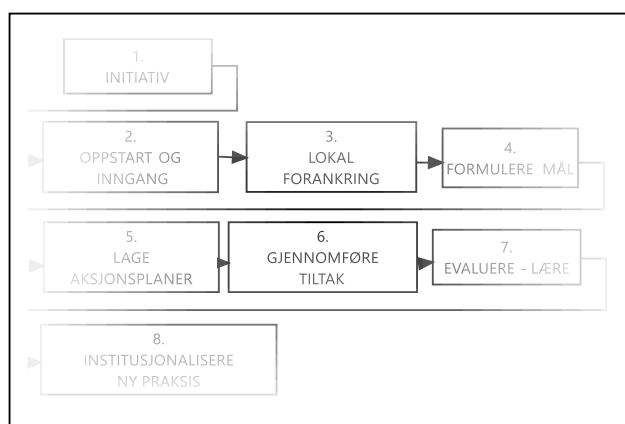 1.
INITIATIV
2.
OPPSTART OG
INNGANG
3.
LOKAL
FORANKRING
4.
FORMULERE MÅL
5.
LAGE
AKSJONSPLANER
6.
GJENNOMFØRE
TILTAK
7.
EVALUERE - LÆRE
8.
INSTITUSJONALISERE
NY PRAKSIS